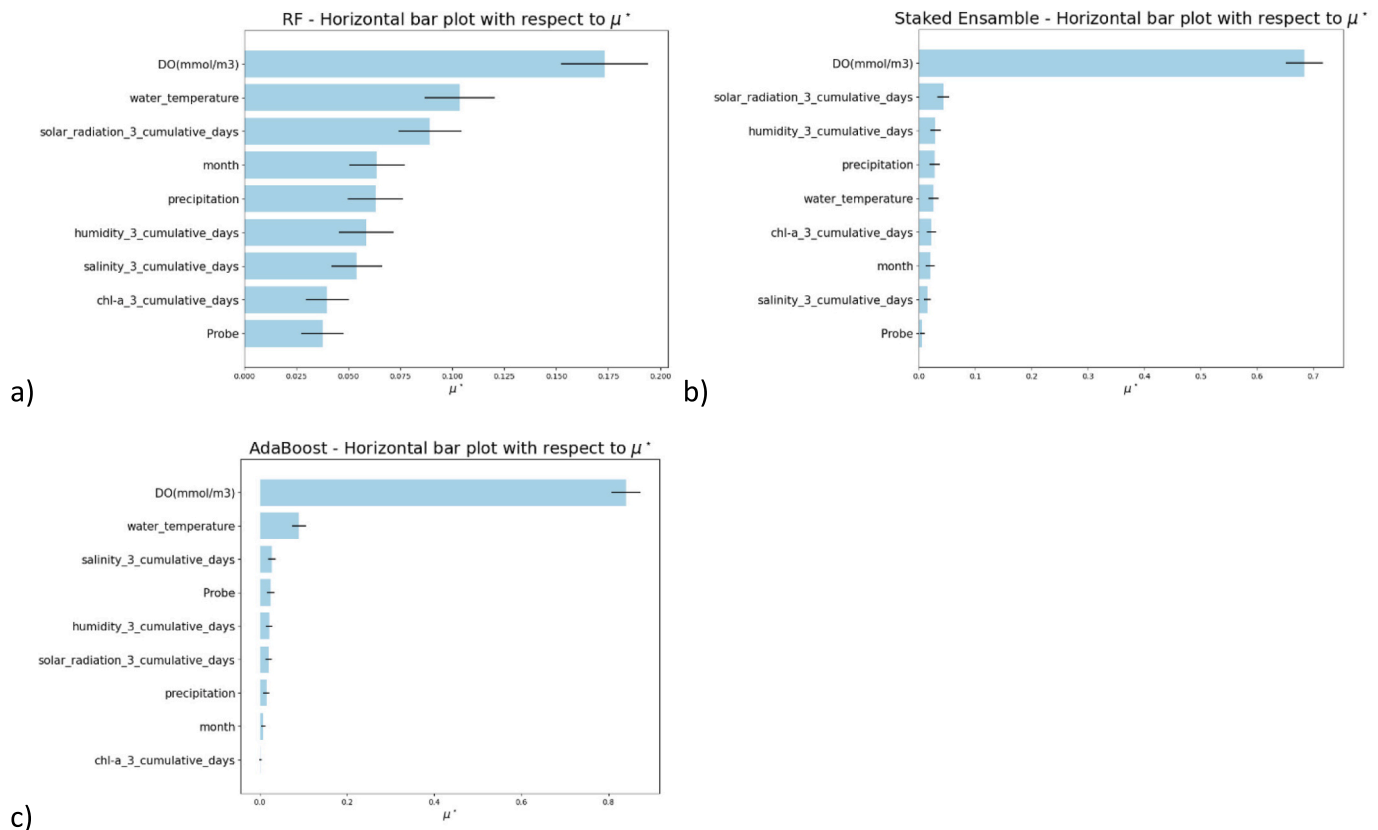 RF - Horizontal bar plot with respect to μ*
DO(mmol/m3)
water_temperature
solar_radiation_3_cumulative_days
month
precipitation
humidity_3_cumulative_days
salinity_3_cumulative_days
chl-a_3_cumulative_days
Probe
0.000 0.025 0.050 0.075 0.100 0.125 0.150 0.175 0.200
μ*
a)
Staked Ensamble - Horizontal bar plot with respect to μ*
DO(mmol/m3)
solar_radiation_3_cumulative_days
humidity_3_cumulative_days
precipitation
water_temperature
chl-a_3_cumulative_days
month
salinity_3_cumulative_days
Probe
0.0 0.1 0.2 0.3 0.4 0.5 0.6 0.7
μ*
b)
AdaBoost - Horizontal bar plot with respect to μ*
DO(mmol/m3)
water_temperature
salinity_3_cumulative_days
Probe
humidity_3_cumulative_days
solar_radiation_3_cumulative_days
precipitation
month
chl-a_3_cumulative_days
0.0 0.2 0.4 0.6 0.8
μ*
c)